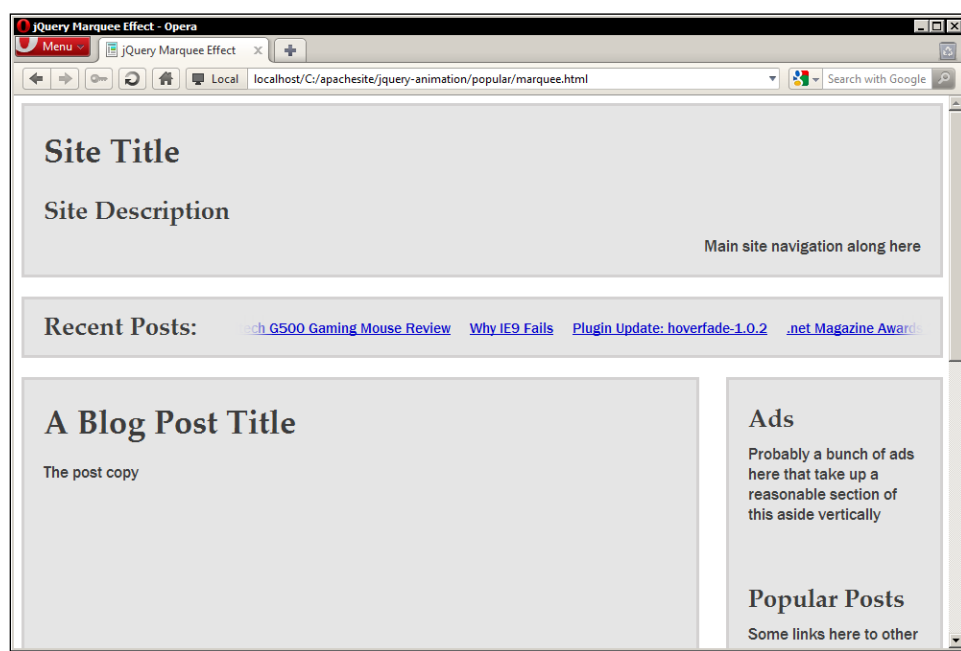 jQuery Marquee Effect - Opera
Menu
jQuery Marquee Effect
Local localhost/C:/apachesite/jquery-animation/popular/marquee.html
Search with Google
Site Title
Site Description
Main site navigation along here
Recent Posts:
ech G500 Gaming Mouse Review Why IE9 Fails Plugin Update: hoverfade-1.0.2 .net Magazine Awards
A Blog Post Title
The post copy
Ads
Probably a bunch of ads
here that take up a
reasonable section of
this aside vertically
Popular Posts
Some links here to other